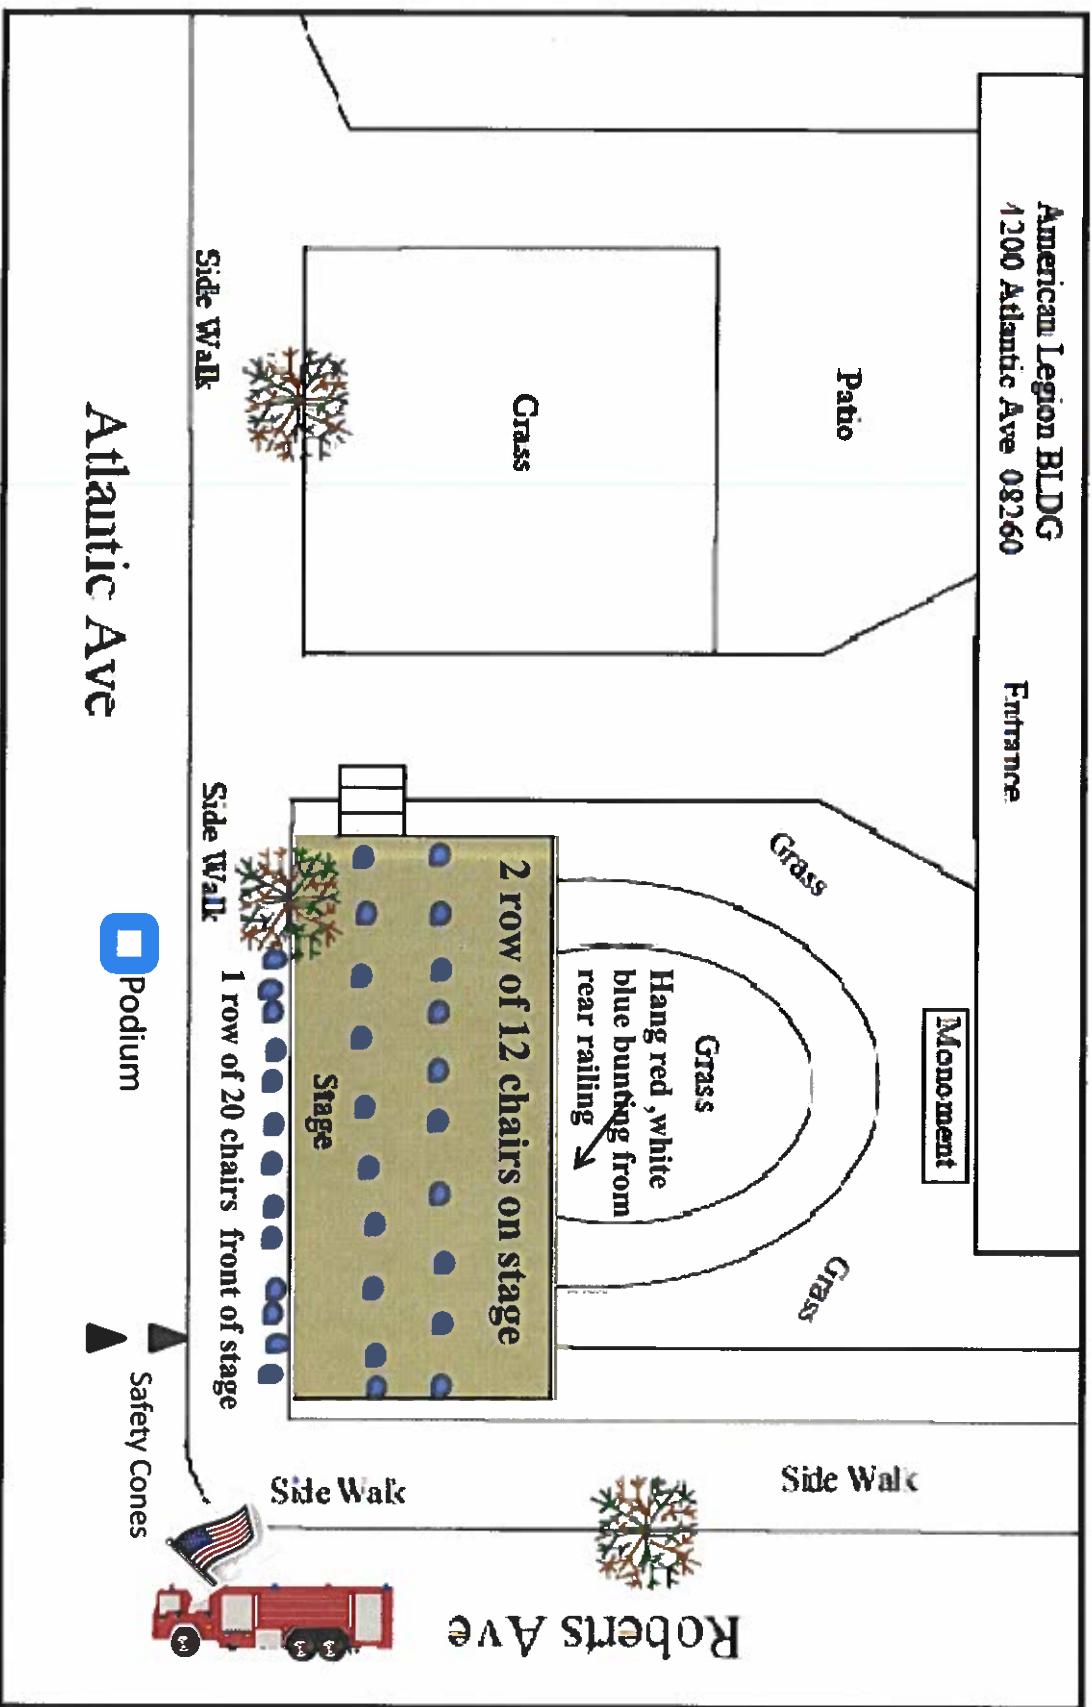 American Legion BLDG
1200 Atlantic Ave 08260
Entrance
Patio
Grass
Side Walk
Atlantic Ave
Grass
Monoment
Grass
Grass
Hang red ,white
blue bunting from
rear railing
2 row of 12 chairs on stage
Stage
1 row of 20 chairs front of stage
Side Walk
Podium
Safety Cones
Side Walk
Side Walk
Roberts Ave